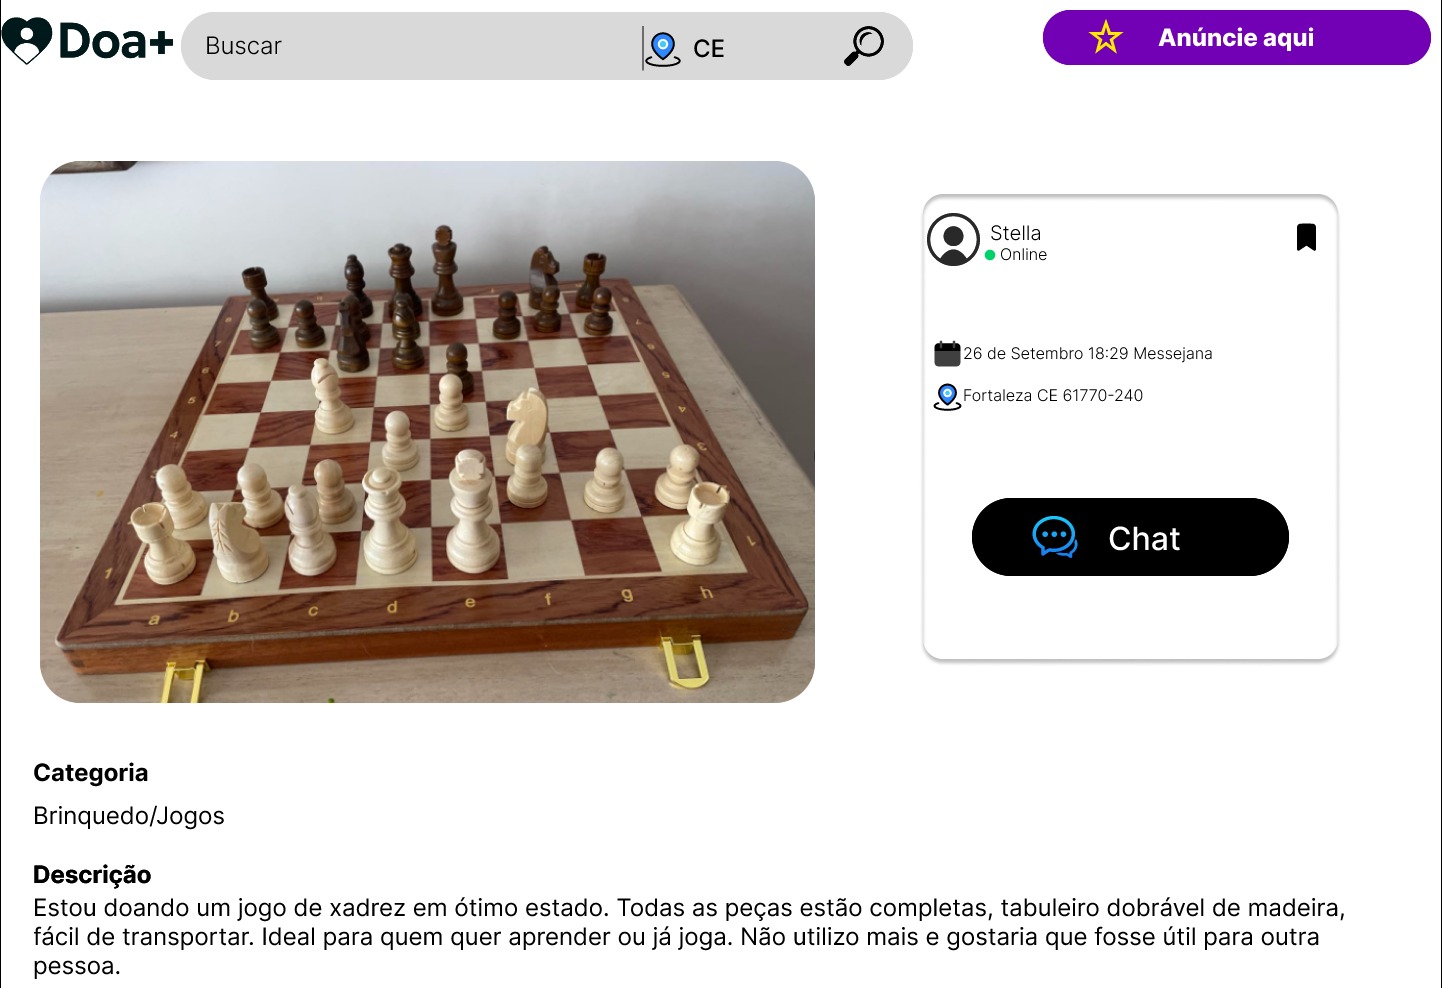 Doa+
Buscar
CE
Anúncie aqui
Stella
Online
26 de Setembro 18:29 Messejana
Fortaleza CE 61770-240
Chat
8
7
6
5
4
3
1
a b c d e f g h
Categoria
Brinquedo/Jogos
Descrição
Estou doando um jogo de xadrez em ótimo estado. Todas as peças estão completas, tabuleiro dobrável de madeira,
fácil de transportar. Ideal para quem quer aprender ou já joga. Não utilizo mais e gostaria que fosse útil para outra
pessoa.